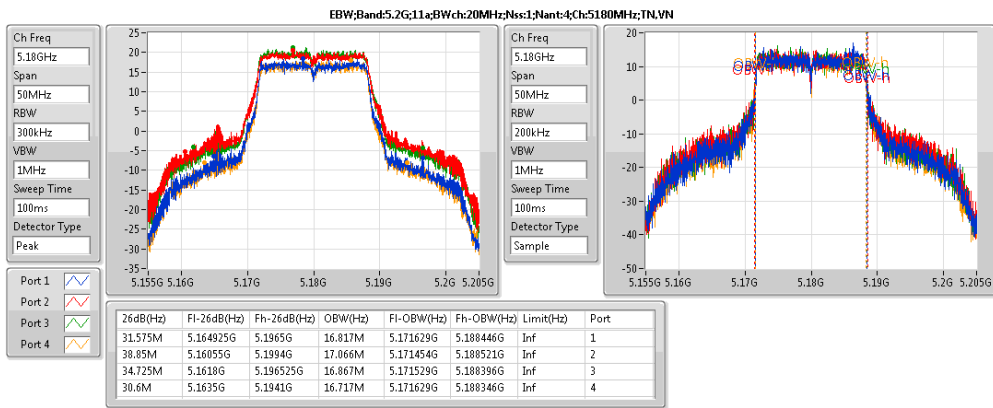 EBW;Band:5.2G;11a;BWch:20MHz;Nss:1;Nant:4;Ch:5180MHz;TN,VN
Ch Freq
5.18GHz
Span
50MHz
RBW
300kHz
VBW
1MHz
Sweep Time
100ms
Detector Type
Peak
Port 1
Port 2
Port 3
Port 4
25
20
15
10
5
0
-5
-10
-15
-20
-25
-30
-35
5.155G 5.16G 5.17G 5.18G 5.19G 5.2G 5.205G
Ch Freq
5.18GHz
Span
50MHz
RBW
200kHz
VBW
1MHz
Sweep Time
100ms
Detector Type
Sample
20
10
0
-10
-20
-30
-40
-50
5.155G 5.16G 5.17G 5.18G 5.19G 5.2G 5.205G
26dB(Hz) Fl-26dB(Hz) Fh-26dB(Hz) OBW(Hz) Fl-OBW(Hz) Fh-OBW(Hz) Limit(Hz) Port
31.575M 5.164925G 5.1965G 16.817M 5.171629G 5.188446G Inf 1
38.85M 5.16055G 5.1994G 17.066M 5.171454G 5.188521G Inf 2
34.725M 5.1618G 5.196525G 16.867M 5.171529G 5.188396G Inf 3
30.6M 5.1635G 5.1941G 16.717M 5.171629G 5.188346G Inf 4